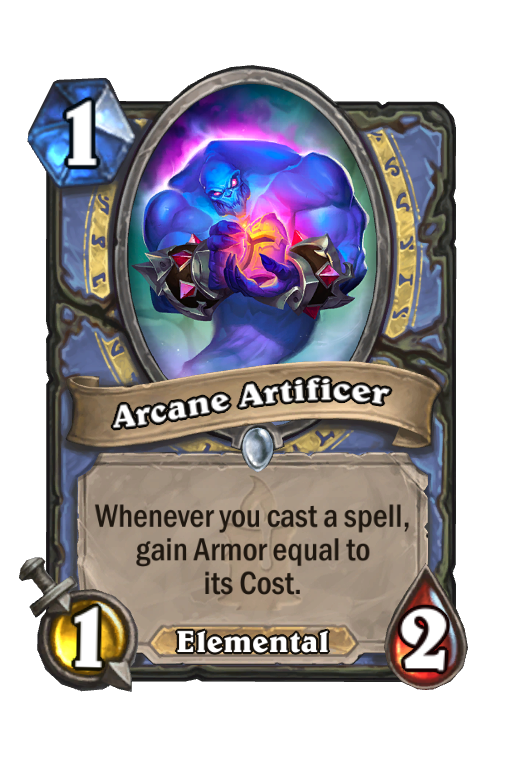 1
Arcane Artificer
Whenever you cast a spell,
gain Armor equal to
its Cost.
1
Elemental
2